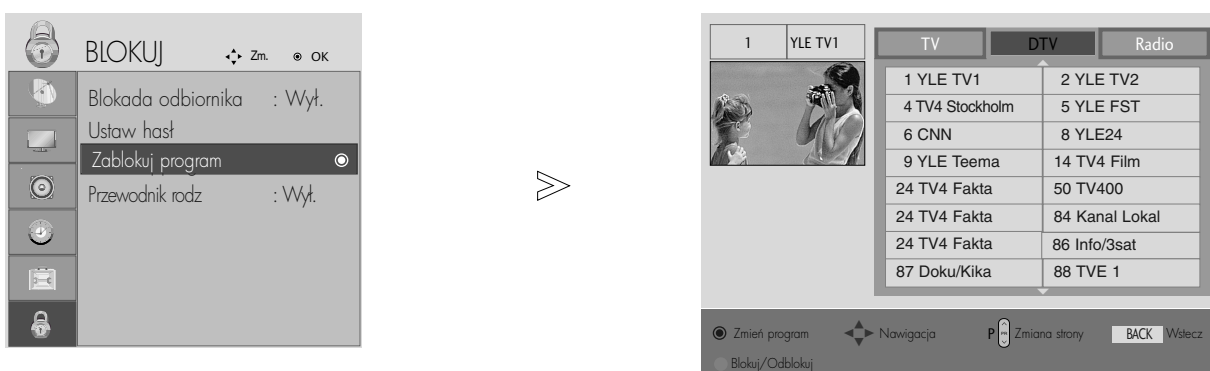 BLOKUJ Zm. OK
Blokada odbiornika : Wył.
Ustaw hasł
Zablokuj program
Przewodnik rodz : Wył.
1 YLE TV1
TV DTV Radio
1 YLE TV1 2 YLE TV2
4 TV4 Stockholm 5 YLE FST
6 CNN 8 YLE24
9 YLE Teema 14 TV4 Film
24 TV4 Fakta 50 TV400
24 TV4 Fakta 84 Kanal Lokal
24 TV4 Fakta 86 Info/3sat
87 Doku/Kika 88 TVE 1
Zmień program Nawigacja P PR Zmiana strony BACK Wstecz
Blokuj/Odblokuj